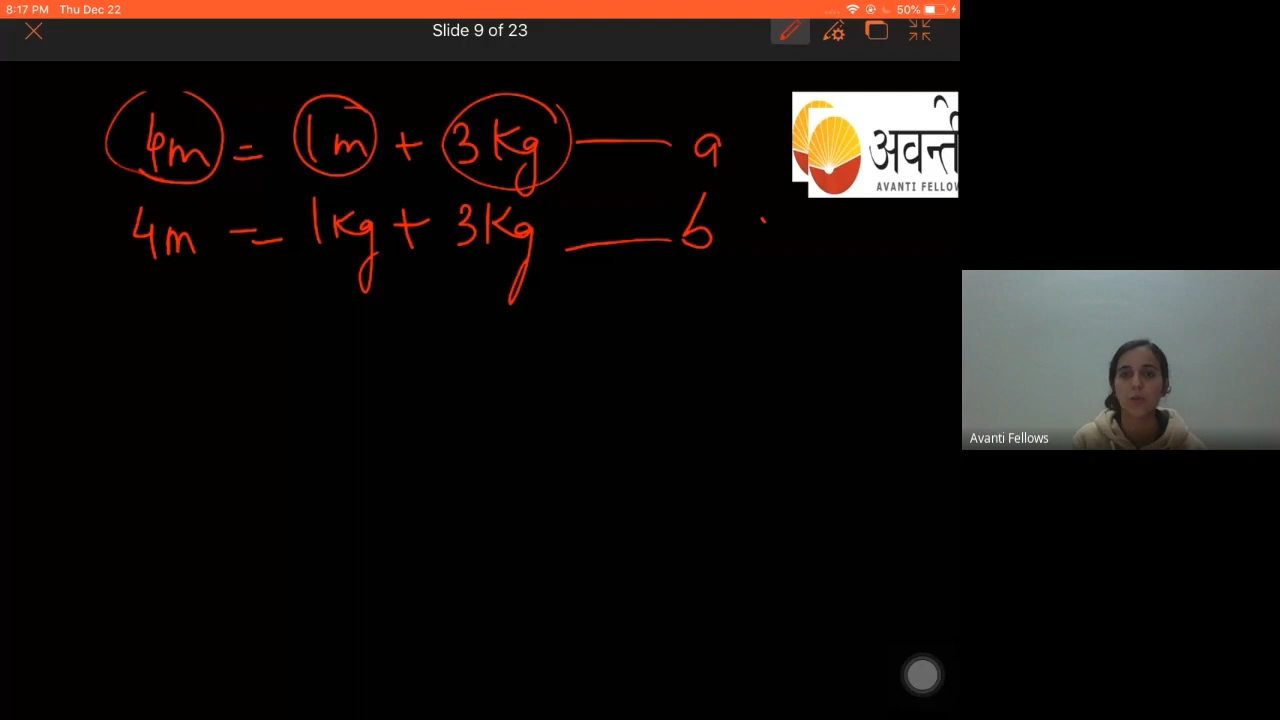 8:17 PM Thu Dec 22
50%
Slide 9 of 23
4m = 1m + 3Kg — a
4m = 1Kg + 3Kg — b
अवन्ती
AVANTI FELLOW
Avanti Fellows